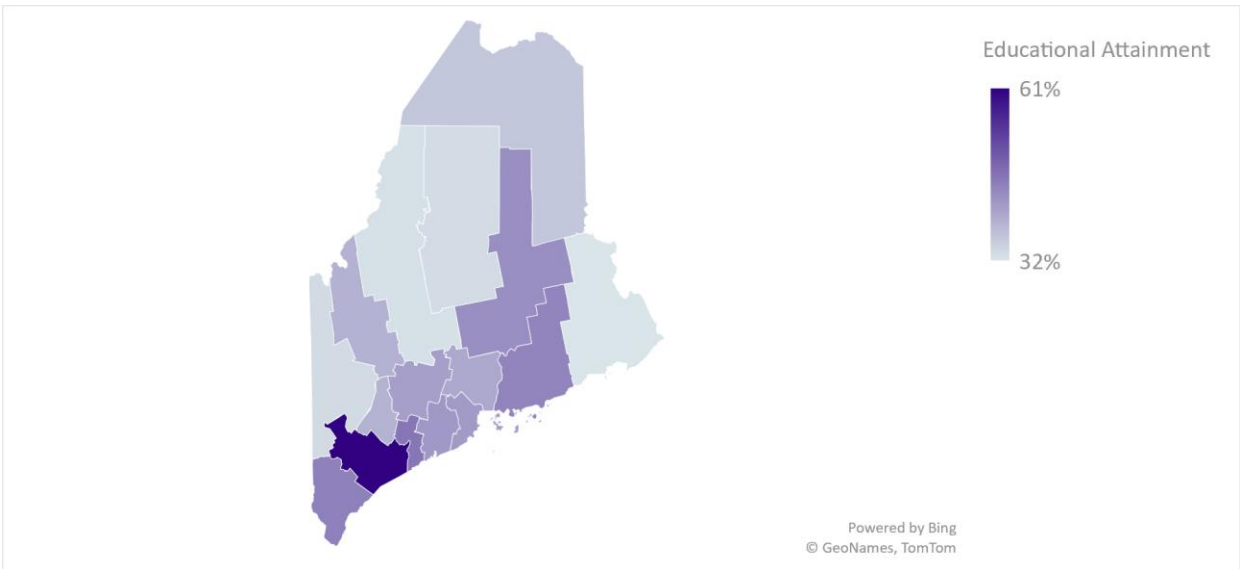 Educational Attainment
61%
32%
Powered by Bing
© GeoNames, TomTom